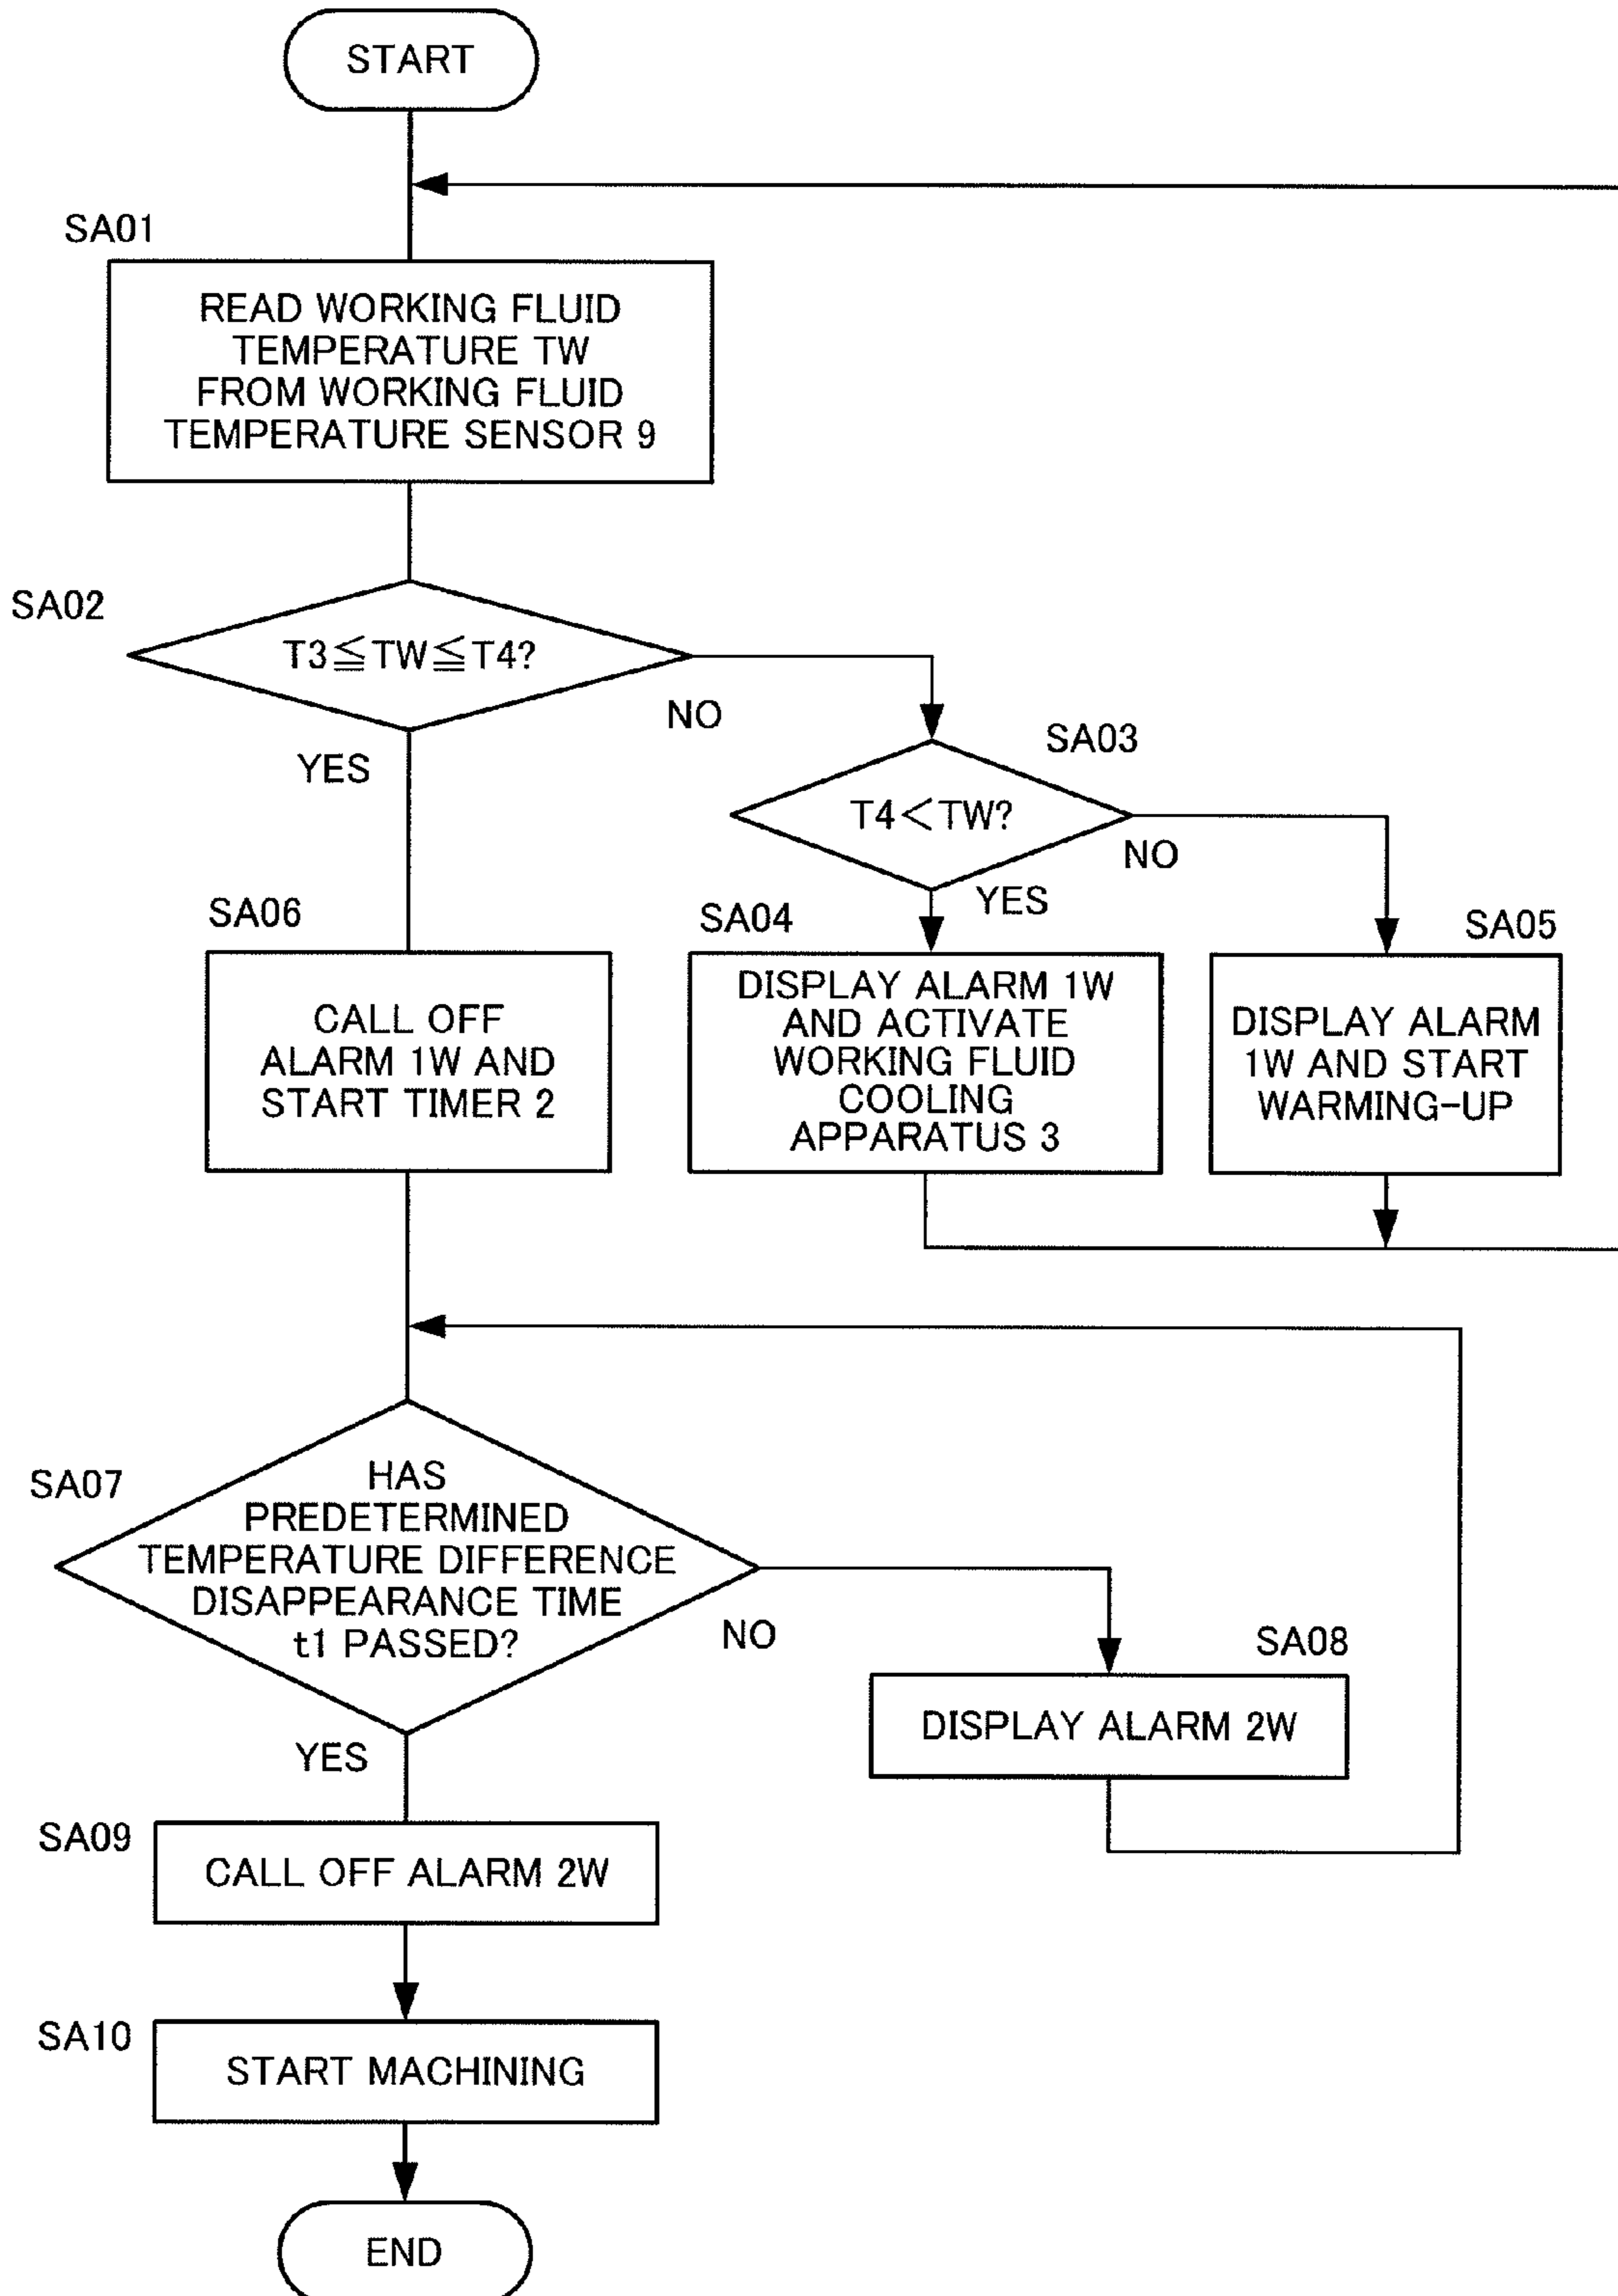 START
SA01
READ WORKING FLUID
TEMPERATURE TW
FROM WORKING FLUID
TEMPERATURE SENSOR 9
SA02
T3≦TW≦T4?
NO
YES
SA03
T4<TW?
NO
YES
SA04
DISPLAY ALARM 1W
AND ACTIVATE
WORKING FLUID
COOLING
APPARATUS 3
SA05
DISPLAY ALARM
1W AND START
WARMING-UP
SA06
CALL OFF
ALARM 1W AND
START TIMER 2
SA07
HAS
PREDETERMINED
TEMPERATURE DIFFERENCE
DISAPPEARANCE TIME
t1 PASSED?
NO
YES
SA08
DISPLAY ALARM 2W
SA09
CALL OFF ALARM 2W
SA10
START MACHINING
END